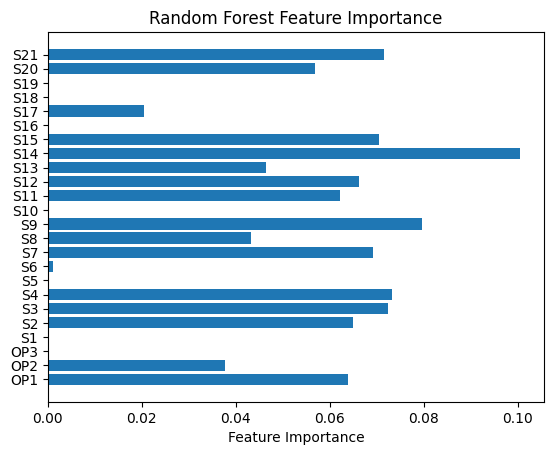 Random Forest Feature Importance
S21
S20
S19
S18
S17
S16
S15
S14
S13
S12
S11
S10
S9
S8
S7
S6
S5
S4
S3
S2
S1
OP3
OP2
OP1
0.00 0.02 0.04 0.06 0.08 0.10
Feature Importance